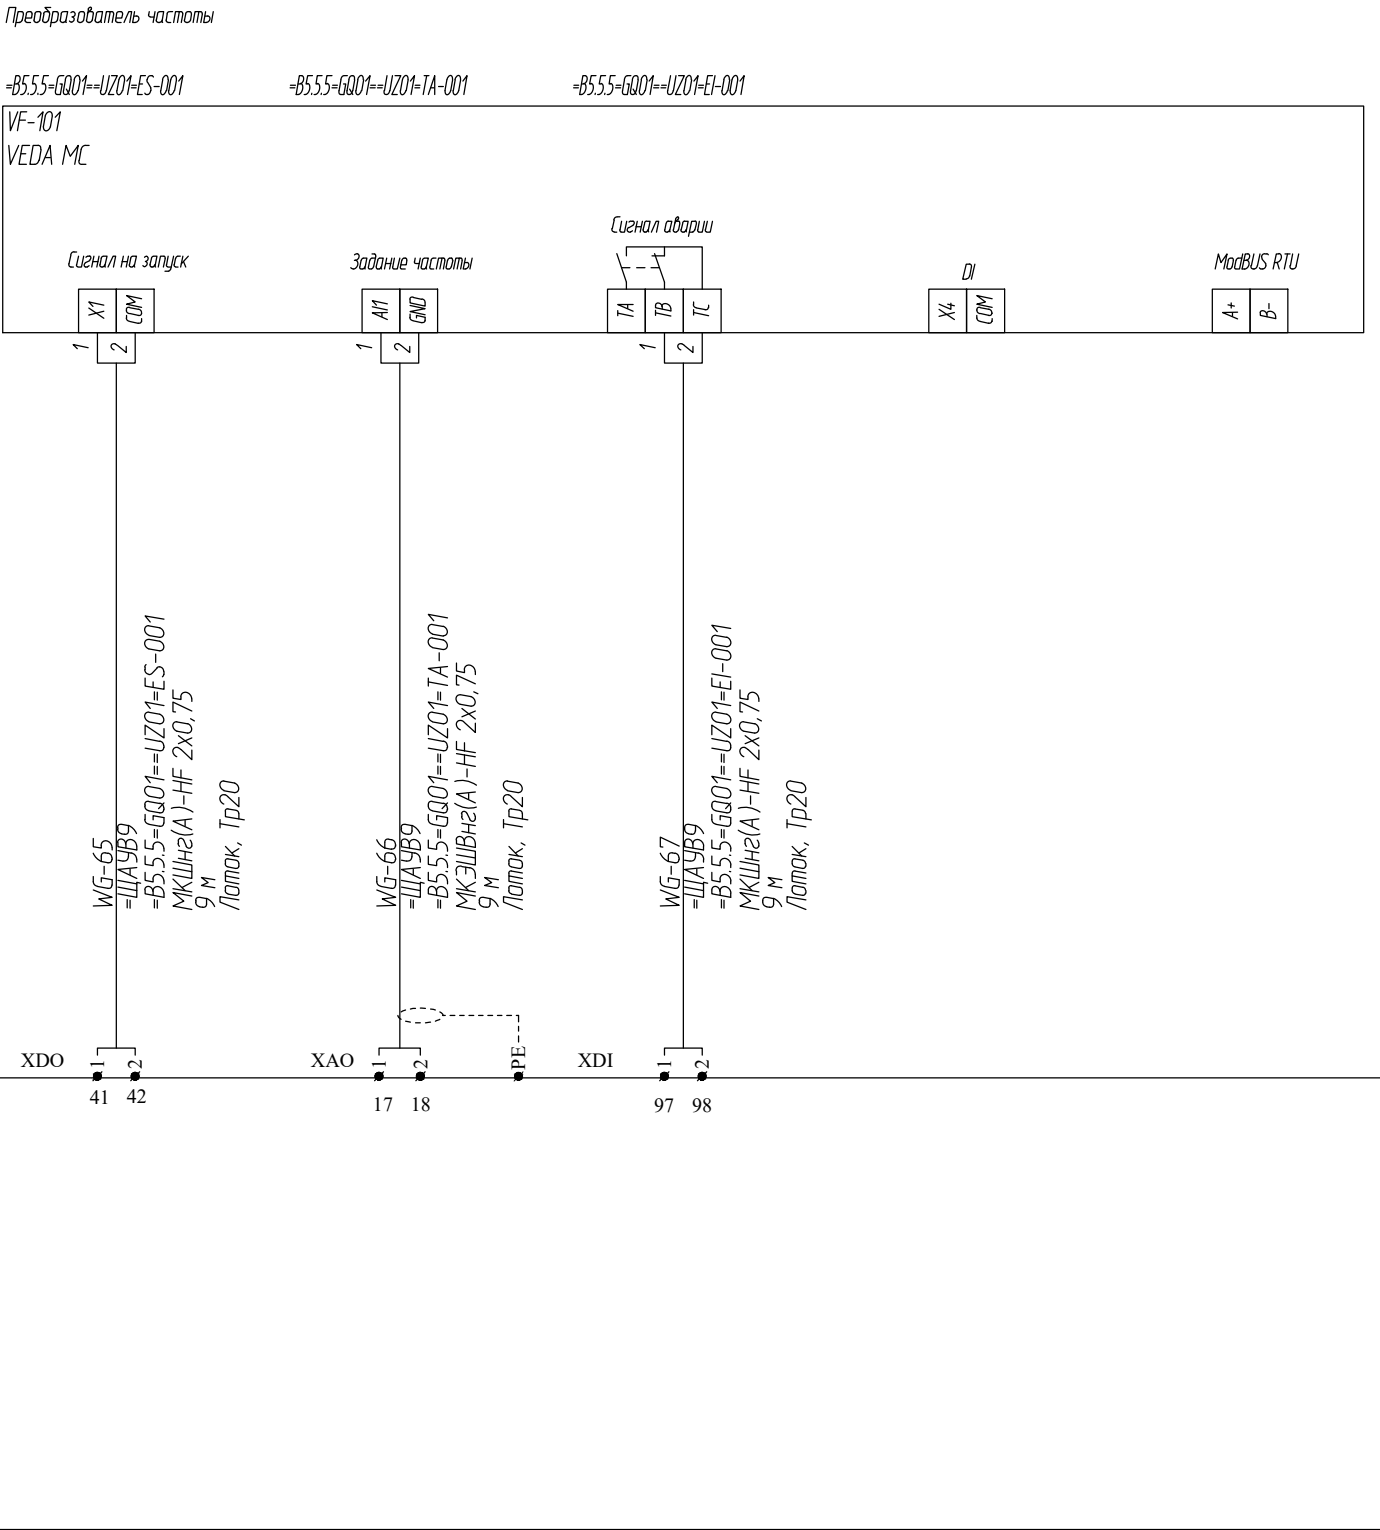 Преобразователь частоты
=B5.5.5=GQ01==UZ01=ES-001
=B5.5.5=GQ01==UZ01=TA-001
=B5.5.5=GQ01==UZ01=EI-001
VF-101
VEDA MC
Сигнал на запуск
Задание частоты
Сигнал аварии
DI
ModBUS RTU
X1
COM
AI1
GND
TA
TB
TC
X4
COM
A+
B-
1
2
1
2
1
2
WG-65
=ЩАУВ9
=B5.5.5=GQ01==UZ01=ES-001
МКШнг(А)-HF 2x0,75
9 м
Лоток, Тр20
WG-66
=ЩАУВ9
=B5.5.5=GQ01==UZ01=TA-001
МКЭШВнг(А)-HF 2x0,75
9 м
Лоток, Тр20
WG-67
=ЩАУВ9
=B5.5.5=GQ01==UZ01=EI-001
МКШнг(А)-HF 2x0,75
9 м
Лоток, Тр20
XDO
1
2
XAO
1
2
PE
XDI
1
2
41
42
17
18
97
98